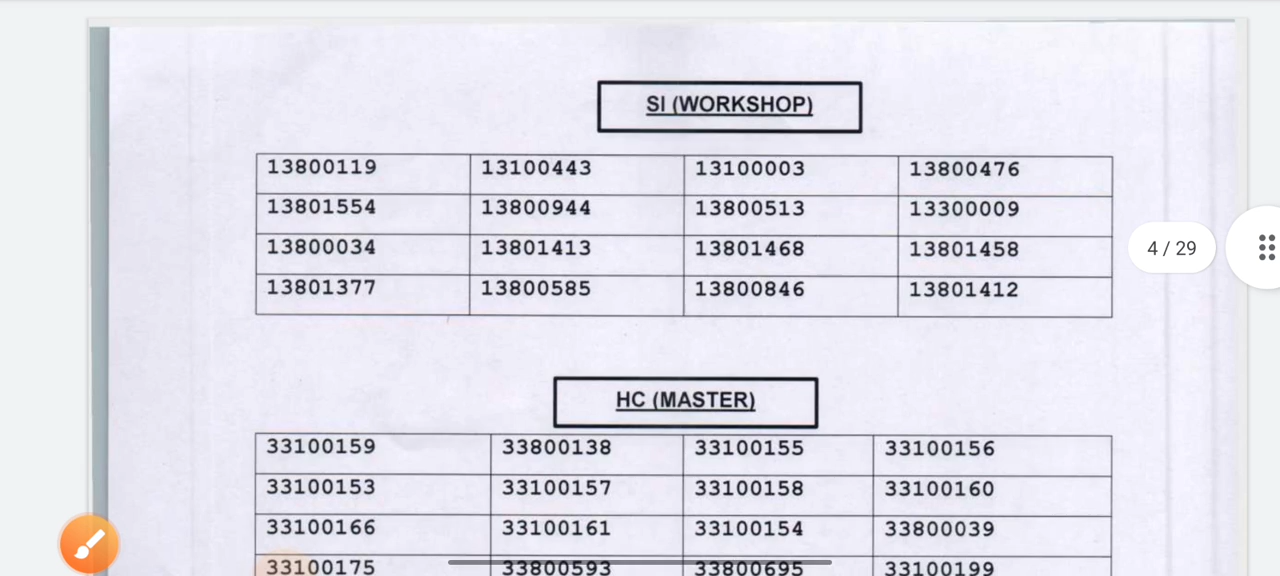 SI (WORKSHOP)
13800119 13100443 13100003 13800476
13801554 13800944 13800513 13300009
13800034 13801413 13801468 13801458
13801377 13800585 13800846 13801412
4 / 29
HC (MASTER)
33100159 33800138 33100155 33100156
33100153 33100157 33100158 33100160
33100166 33100161 33100154 33800039
33100175 33800593 33800695 33100199